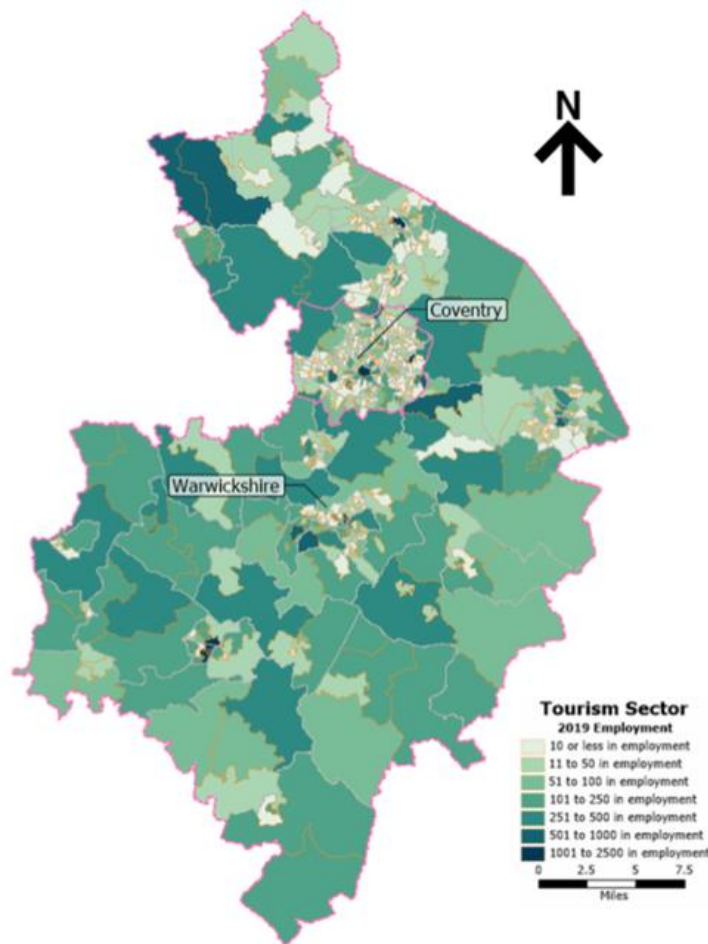 N
Coventry
Warwickshire
Tourism Sector
2019 Employment
10 or less in employment
11 to 50 in employment
51 to 100 in employment
101 to 250 in employment
251 to 500 in employment
501 to 1000 in employment
1001 to 2500 in employment
0 2.5 5 7.5
Miles